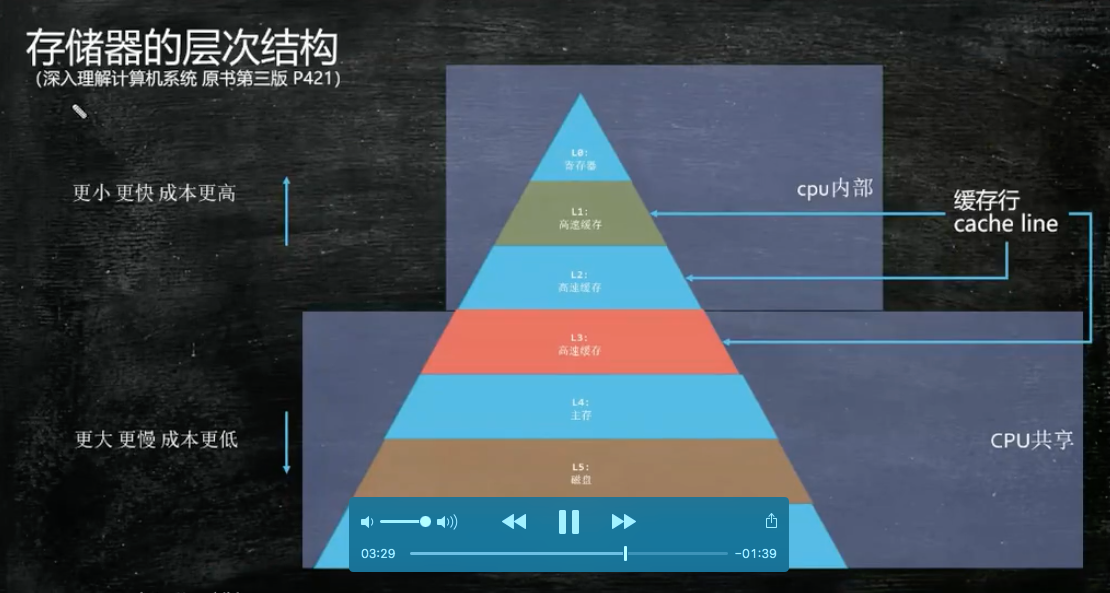 存储器的层次结构
（深入理解计算机系统 原书第三版 P421）
L0:
寄存器
cpu内部
更小 更快 成本更高
缓存行
cache line
L1:
高速缓存
L2:
高速缓存
L3:
高速缓存
L4:
主存
更大 更慢 成本更低
CPU共享
L5:
磁盘
03:29
-01:39